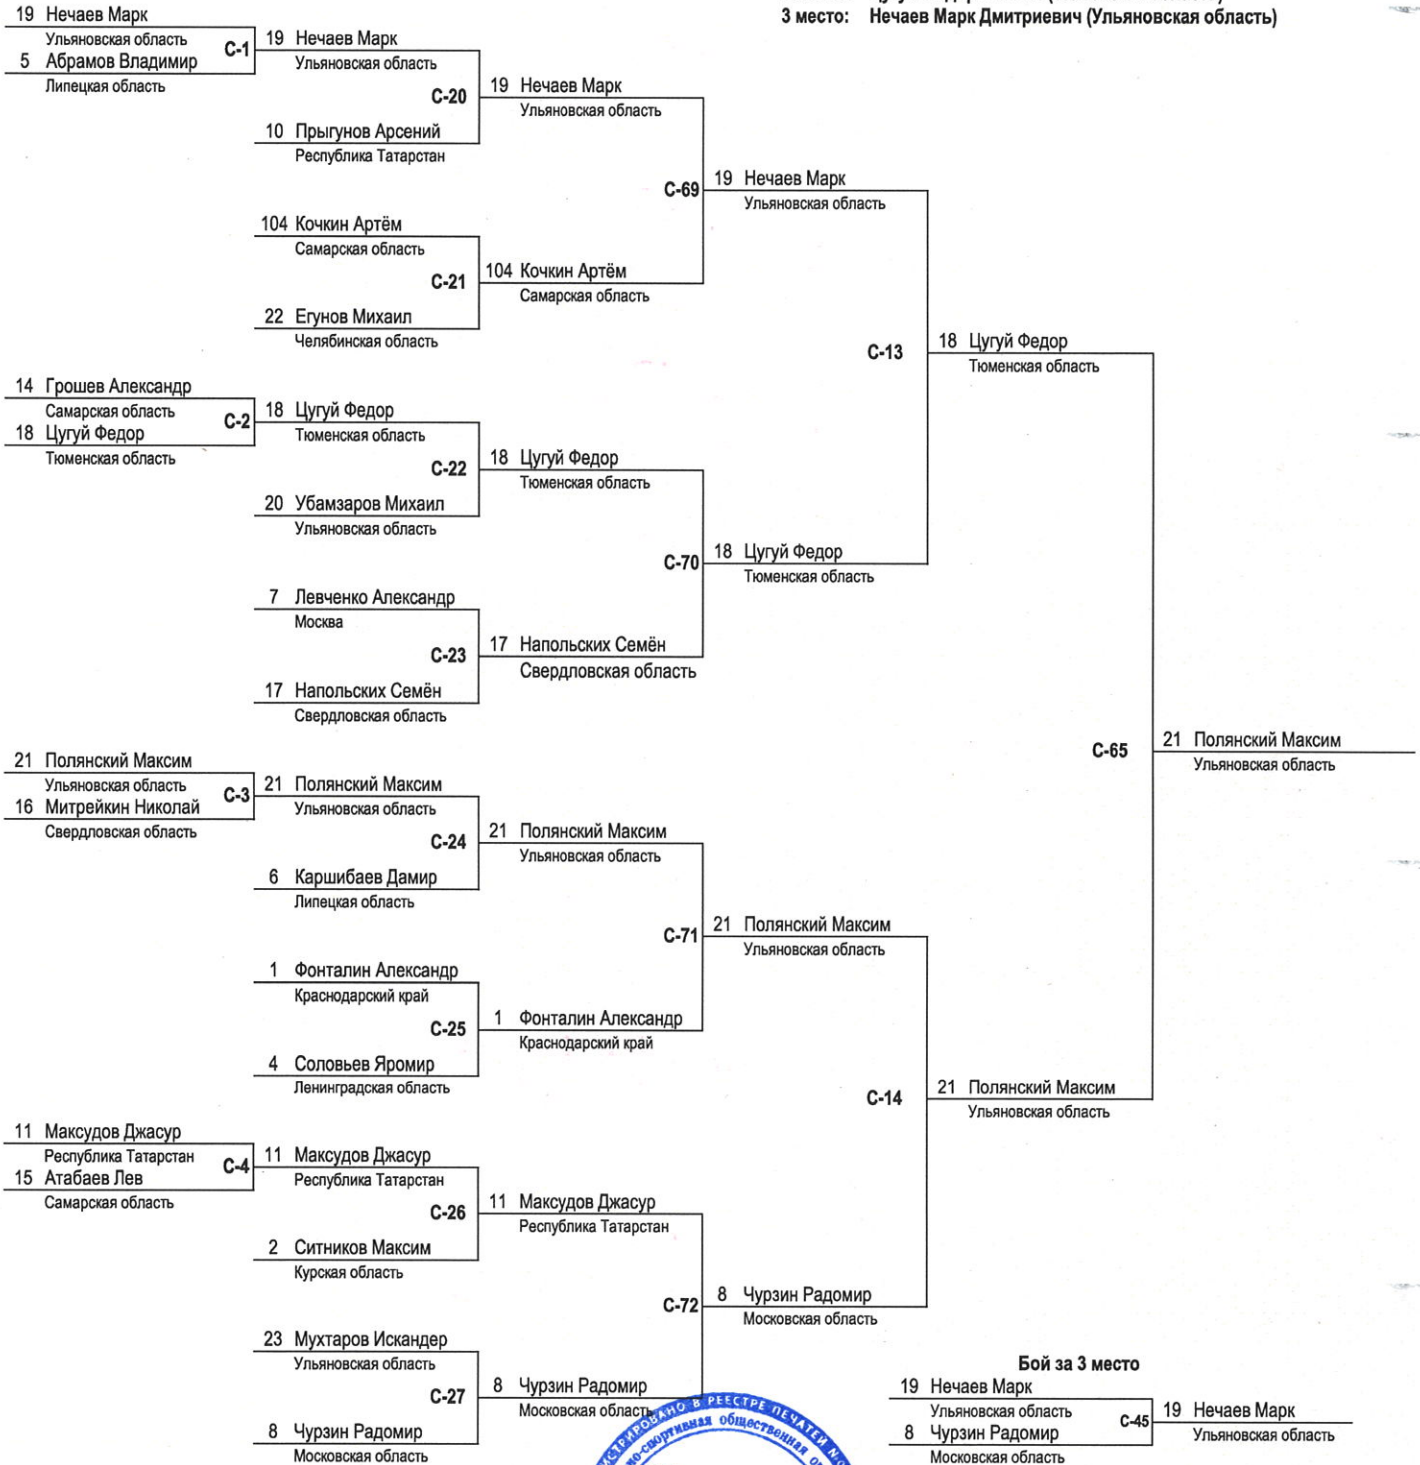 3 место: Нечаев Марк Дмитриевич (Ульяновская область)
19 Нечаев Марк
Ульяновская область
С-1
5 Абрамов Владимир
Липецкая область
19 Нечаев Марк
Ульяновская область
С-20
10 Прыгунов Арсений
Республика Татарстан
19 Нечаев Марк
Ульяновская область
С-69
104 Кочкин Артём
Самарская область
С-21
22 Егунов Михаил
Челябинская область
104 Кочкин Артём
Самарская область
19 Нечаев Марк
Ульяновская область
С-13
14 Грошев Александр
Самарская область
С-2
18 Цугуй Федор
Тюменская область
18 Цугуй Федор
Тюменская область
С-22
20 Убамзаров Михаил
Ульяновская область
18 Цугуй Федор
Тюменская область
С-70
7 Левченко Александр
Москва
С-23
17 Напольских Семён
Свердловская область
17 Напольских Семён
Свердловская область
18 Цугуй Федор
Тюменская область
18 Цугуй Федор
Тюменская область
С-65
21 Полянский Максим
Ульяновская область
21 Полянский Максим
Ульяновская область
С-3
16 Митрейкин Николай
Свердловская область
21 Полянский Максим
Ульяновская область
С-24
6 Каршибаев Дамир
Липецкая область
21 Полянский Максим
Ульяновская область
С-71
1 Фонталин Александр
Краснодарский край
С-25
4 Соловьев Яромир
Ленинградская область
1 Фонталин Александр
Краснодарский край
21 Полянский Максим
Ульяновская область
С-14
21 Полянский Максим
Ульяновская область
11 Максудов Джасур
Республика Татарстан
С-4
15 Атабаев Лев
Самарская область
11 Максудов Джасур
Республика Татарстан
С-26
2 Ситников Максим
Курская область
11 Максудов Джасур
Республика Татарстан
С-72
23 Мухтаров Искандер
Ульяновская область
С-27
8 Чурзин Радомир
Московская область
8 Чурзин Радомир
Московская область
8 Чурзин Радомир
Московская область
Бой за 3 место
19 Нечаев Марк
Ульяновская область
С-45
8 Чурзин Радомир
Московская область
19 Нечаев Марк
Ульяновская область
В РЕЕСТРЕ ПЕЧАТЕЙ
общественная